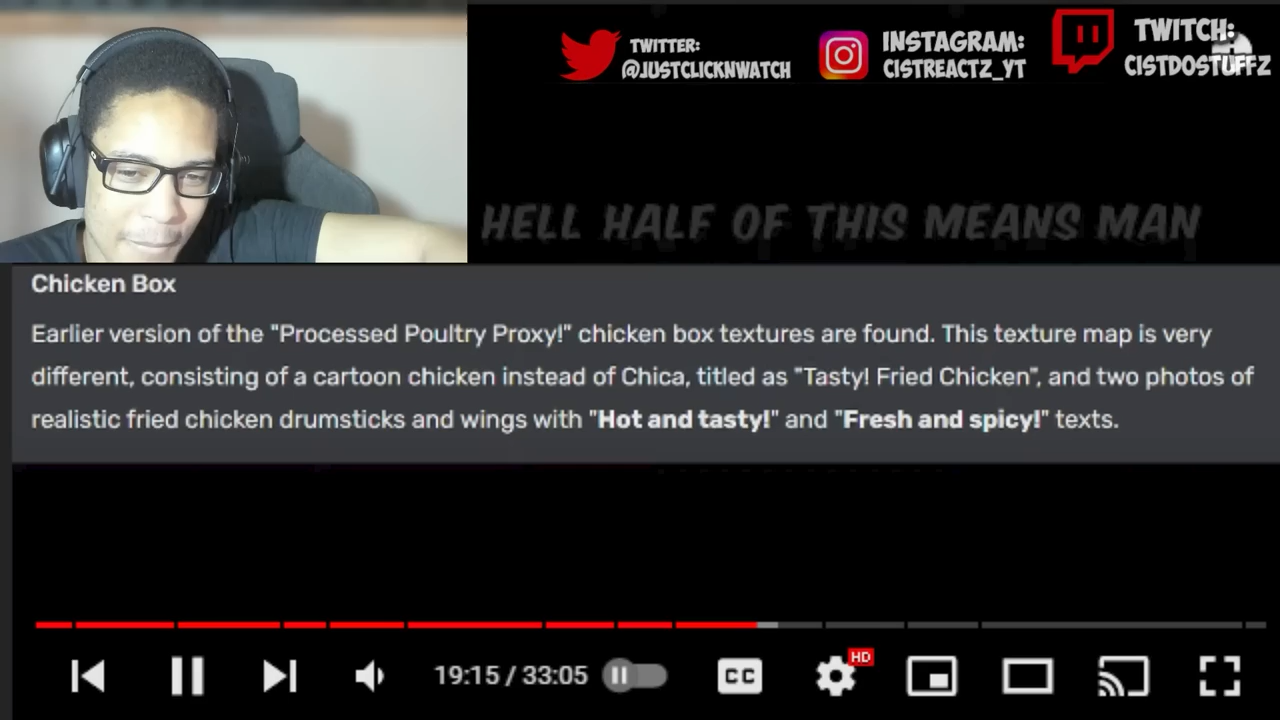 TWITTER:
@JUSTCLICKNWATCH
INSTAGRAM:
CISTREACTZ_YT
TWITCH:
CISTDOSTUFFZ
HELL HALF OF THIS MEANS MAN
Chicken Box
Earlier version of the "Processed Poultry Proxy!" chicken box textures are found. This texture map is very
different, consisting of a cartoon chicken instead of Chica, titled as "Tasty! Fried Chicken", and two photos of
realistic fried chicken drumsticks and wings with "Hot and tasty!" and "Fresh and spicy!" texts.
19:15 / 33:05
CC
HD